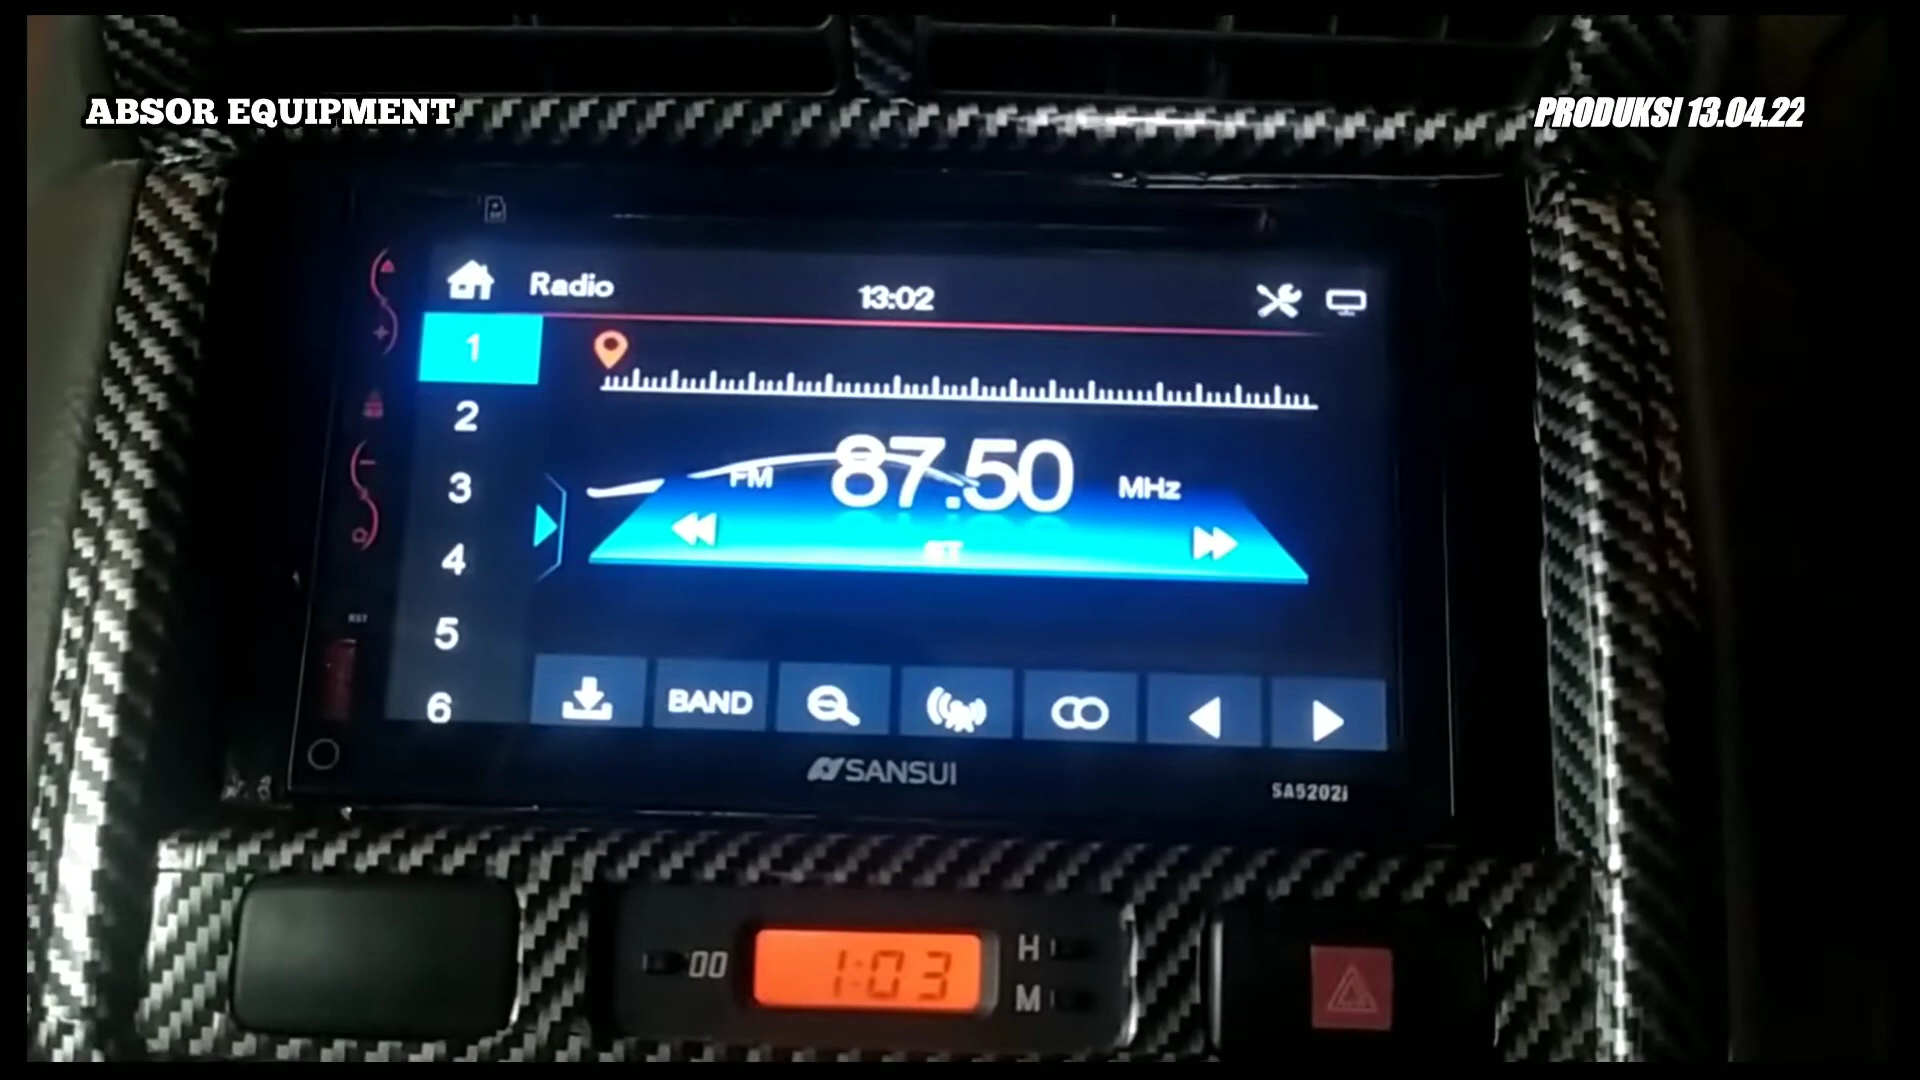 ABSOR EQUIPMENT
PRODUKSI 13.04.22
Radio
13:02
1
2
3
4
5
6
FM
87.50
MHz
ST
BAND
RST
SANSUI
SA5202i
:00
1:03
H
M